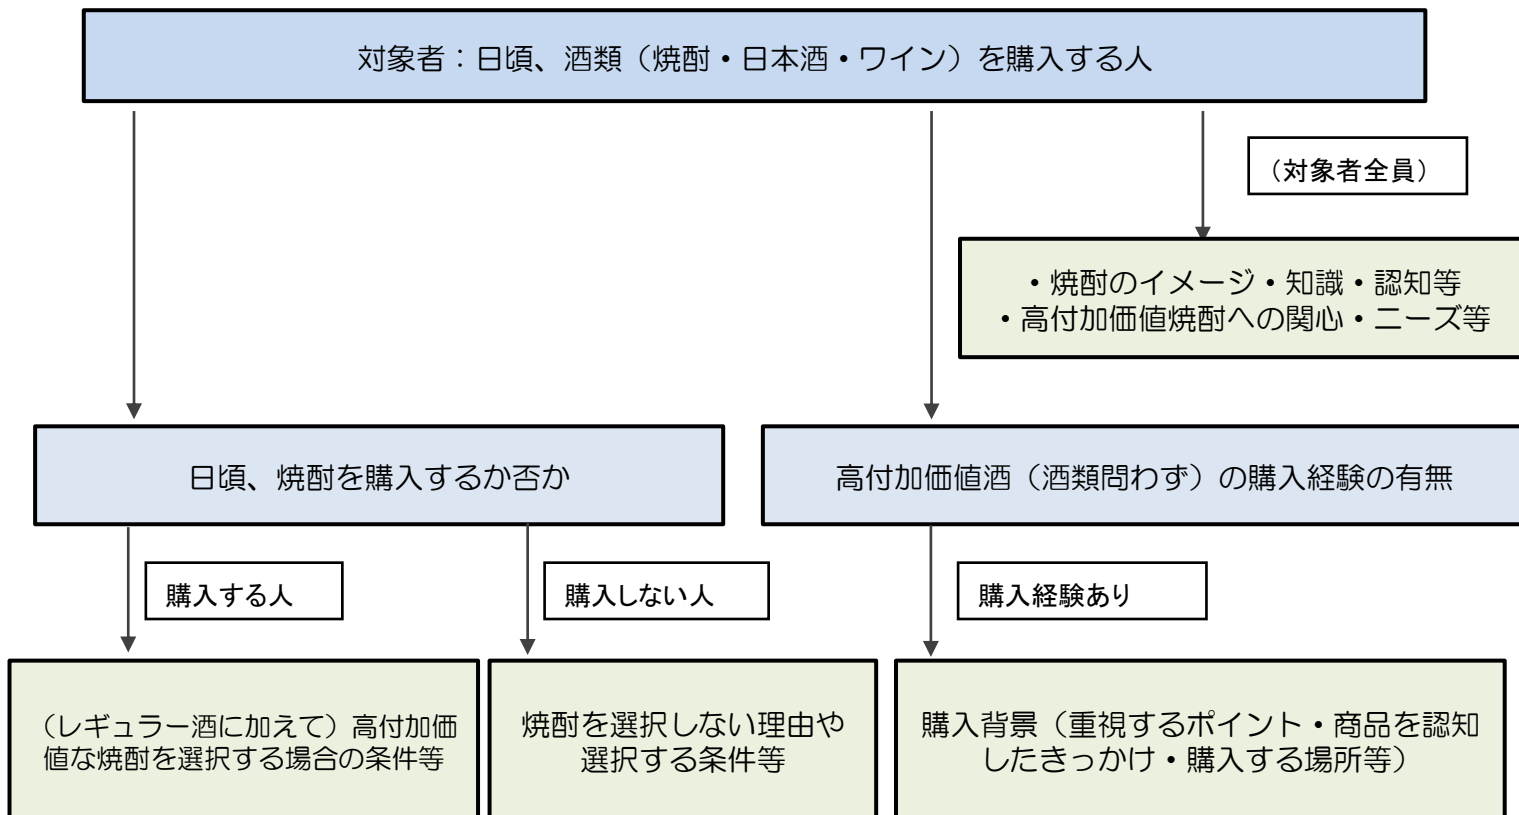 対象者：日頃、酒類（焼酎・日本酒・ワイン）を購入する人
（対象者全員）
・焼酎のイメージ・知識・認知等
・高付加価値焼酎への関心・ニーズ等
日頃、焼酎を購入するか否か
高付加価値酒（酒類問わず）の購入経験の有無
購入する人
購入しない人
購入経験あり
（レギュラー酒に加えて）高付加価
値な焼酎を選択する場合の条件等
焼酎を選択しない理由や
選択する条件等
購入背景（重視するポイント・商品を認知
したきっかけ・購入する場所等）